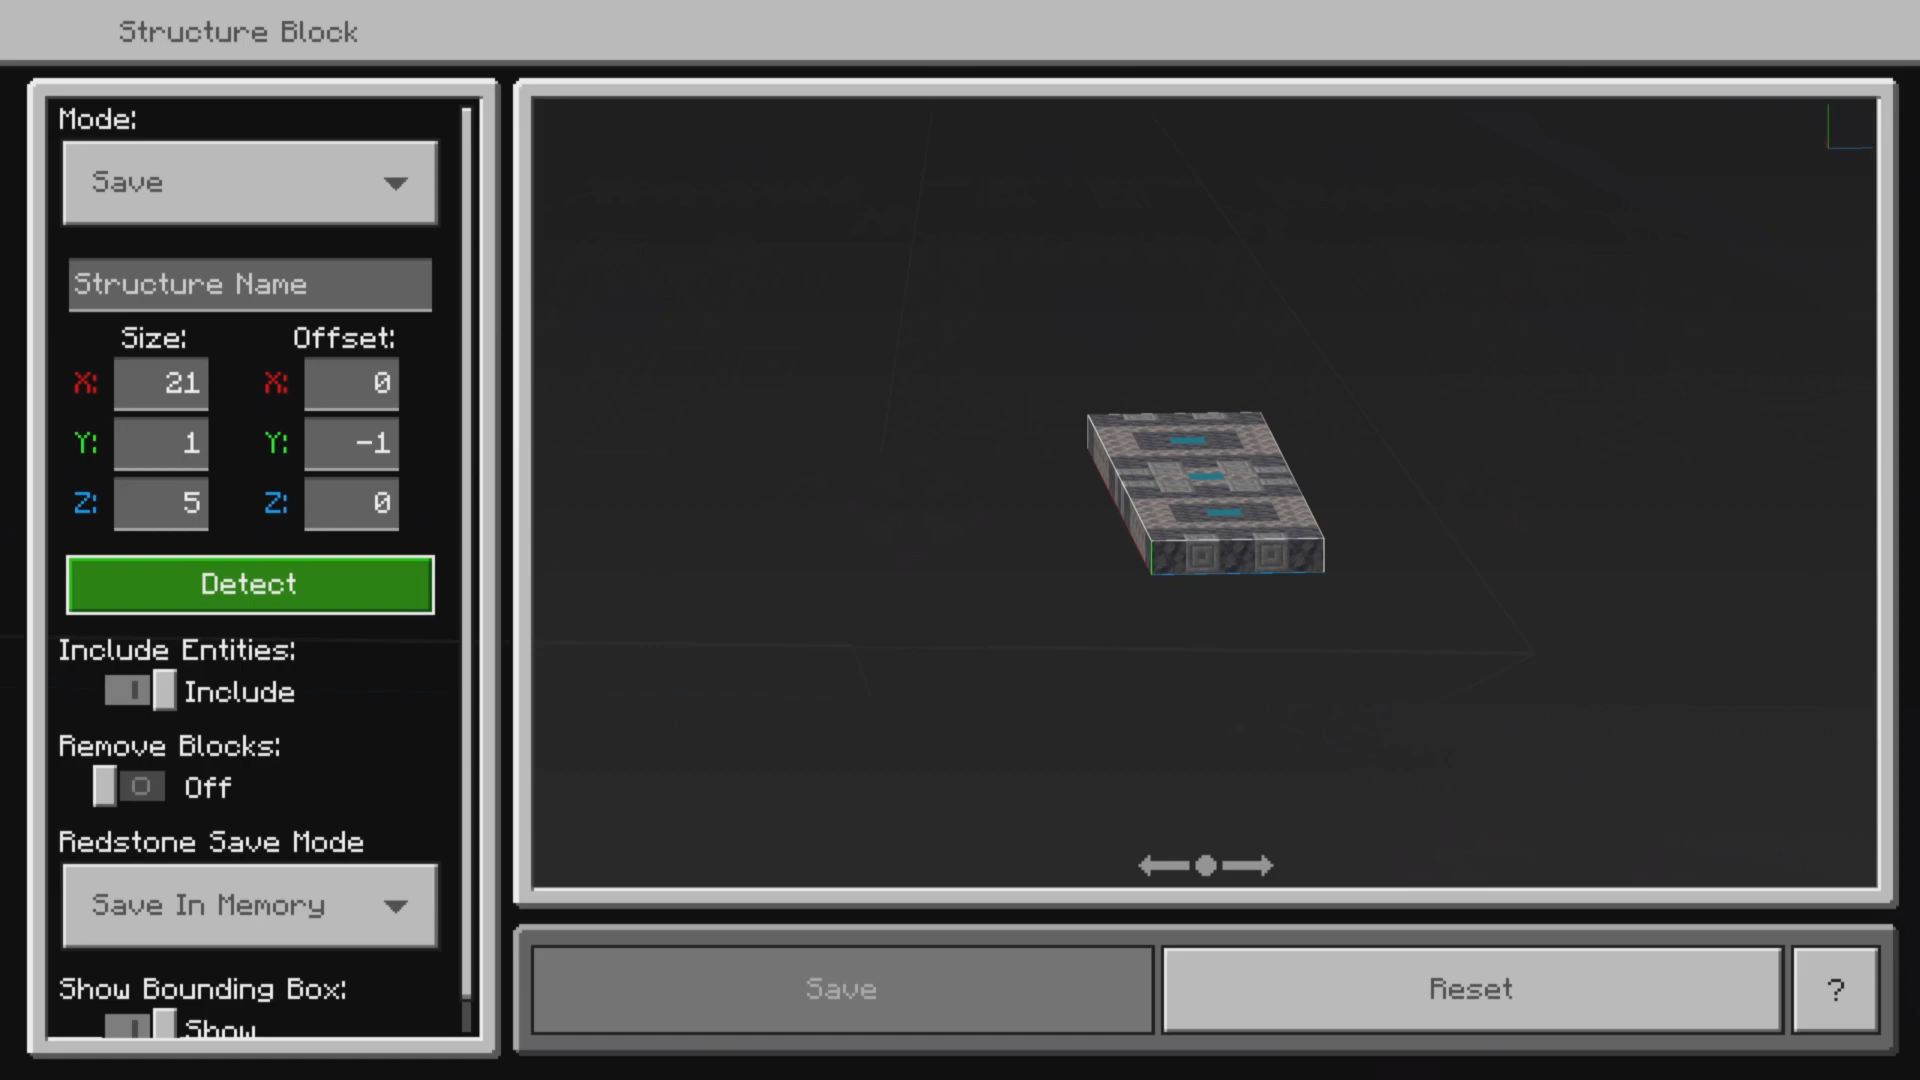 Structure Block
Mode:
Save
Structure Name
Size: Offset:
X: 21 X: 0
Y: 1 Y: -1
Z: 5 Z: 0
Detect
Include Entities:
Include
Remove Blocks:
Off
Redstone Save Mode
Save In Memory
Show Bounding Box:
Show
Save Reset ?